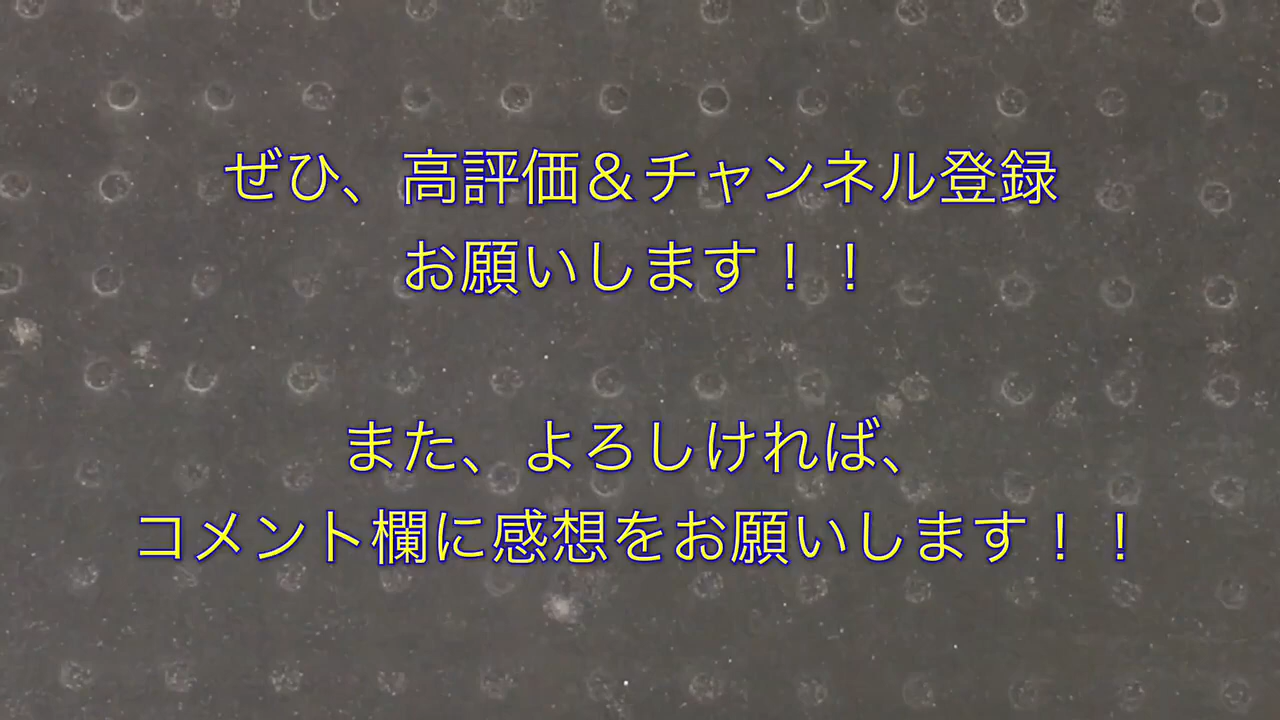 ぜひ、高評価＆チャンネル登録
お願いします！！
また、よろしければ、
コメント欄に感想をお願いします！！